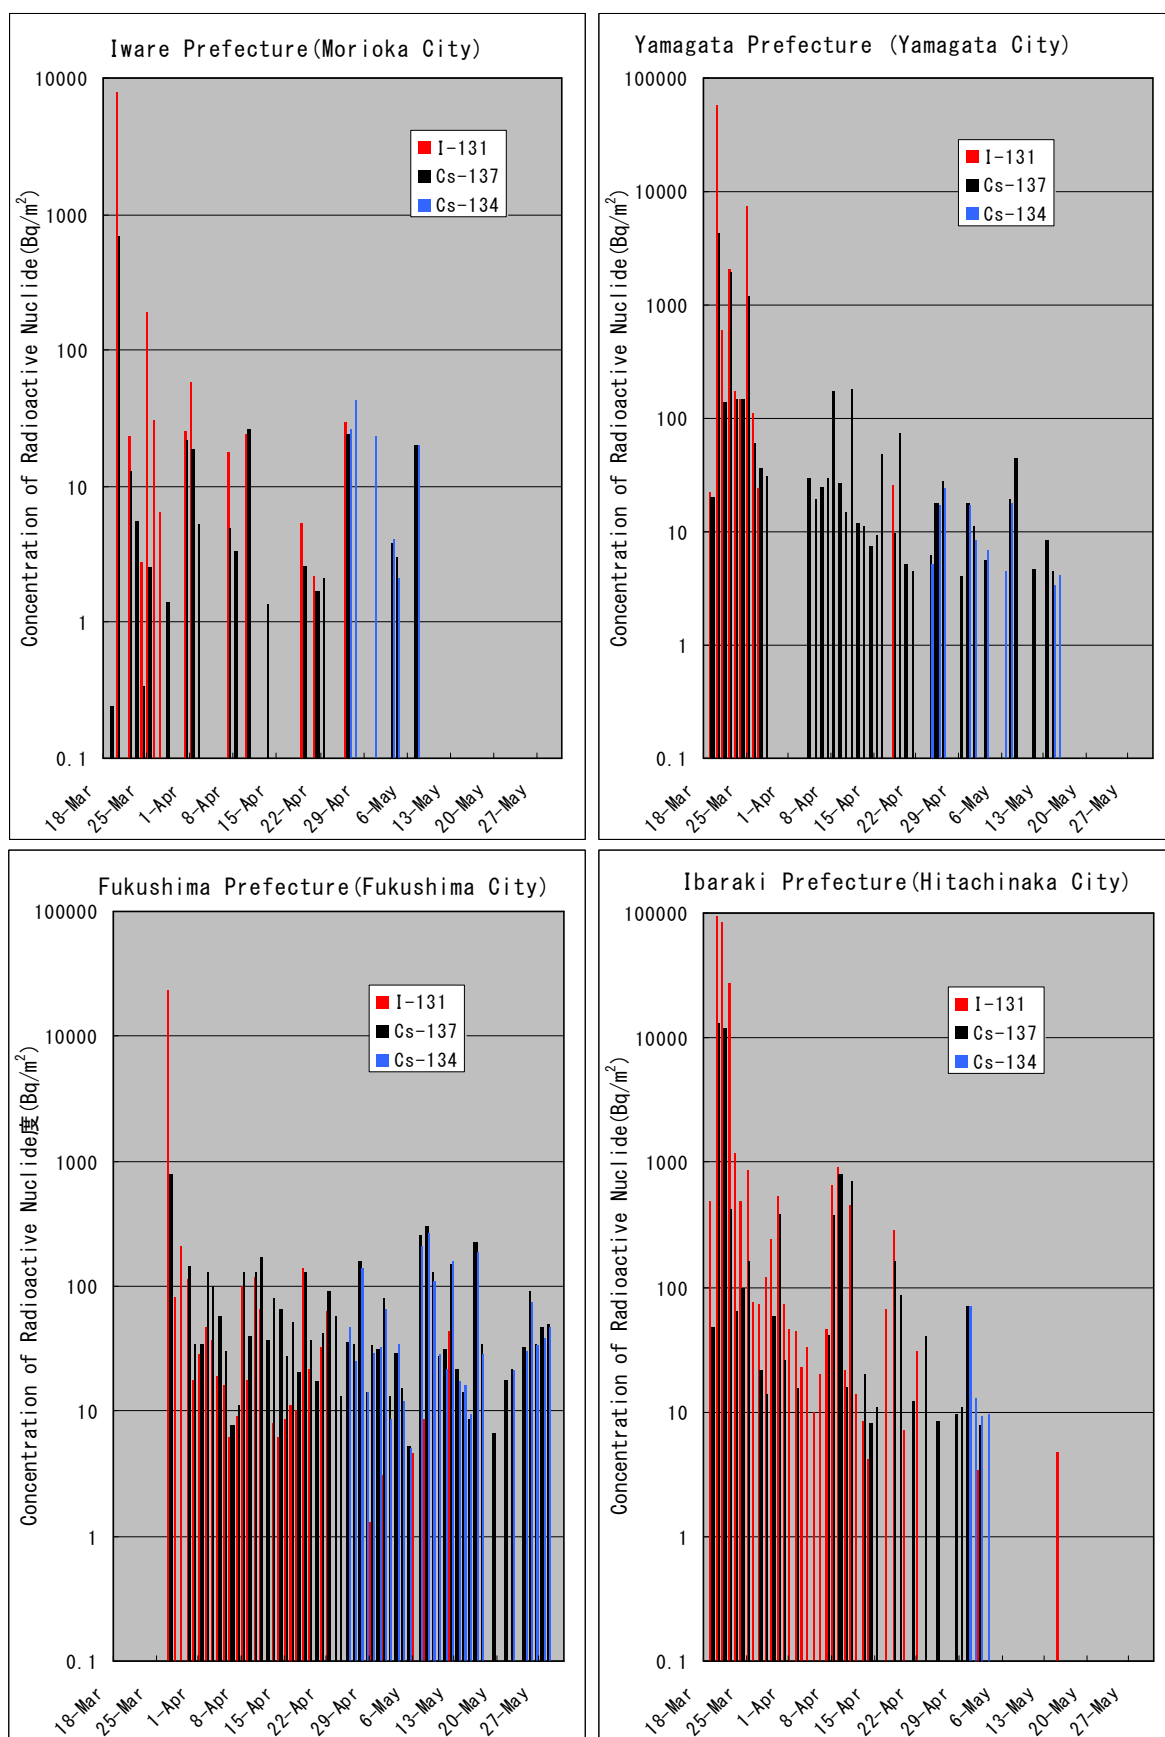 Iware Prefecture(Morioka City)
Concentration of Radioactive Nuclide(Bq/m²)
10000
1000
100
10
1
0.1
I-131
Cs-137
Cs-134
18-Mar
25-Mar
1-Apr
8-Apr
15-Apr
22-Apr
29-Apr
6-May
13-May
20-May
27-May
Yamagata Prefecture (Yamagata City)
Concentration of Radioactive Nuclide(Bq/m²)
100000
10000
1000
100
10
1
0.1
I-131
Cs-137
Cs-134
18-Mar
25-Mar
1-Apr
8-Apr
15-Apr
22-Apr
29-Apr
6-May
13-May
20-May
27-May
Fukushima Prefecture(Fukushima City)
Concentration of Radioactive Nuclide度(Bq/m²)
100000
10000
1000
100
10
1
0.1
I-131
Cs-137
Cs-134
18-Mar
25-Mar
1-Apr
8-Apr
15-Apr
22-Apr
29-Apr
6-May
13-May
20-May
27-May
Ibaraki Prefecture(Hitachinaka City)
Concentration of Radioactive Nuclide(Bq/m²)
100000
10000
1000
100
10
1
0.1
I-131
Cs-137
Cs-134
18-Mar
25-Mar
1-Apr
8-Apr
15-Apr
22-Apr
29-Apr
6-May
13-May
20-May
27-May